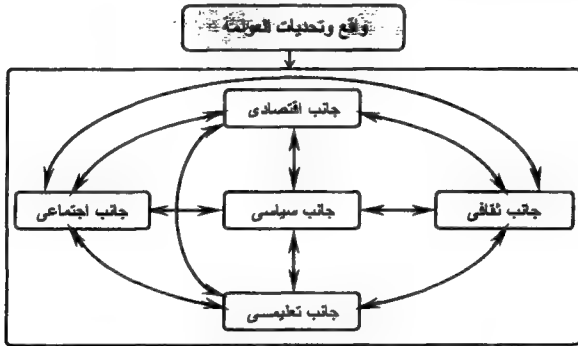 واقع وتحديات العولمة
جانب اقتصادى
جانب اجتماعى
جانب سياسى
جانب ثقافى
جانب تعليمى